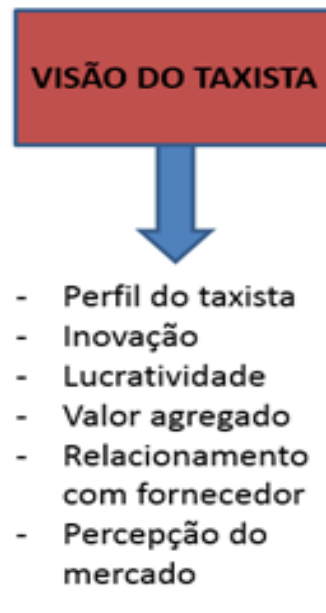 VISÃO DO TAXISTA
- Perfil do taxista
- Inovação
- Lucratividade
- Valor agregado
- Relacionamento
com fornecedor
- Percepção do
mercado